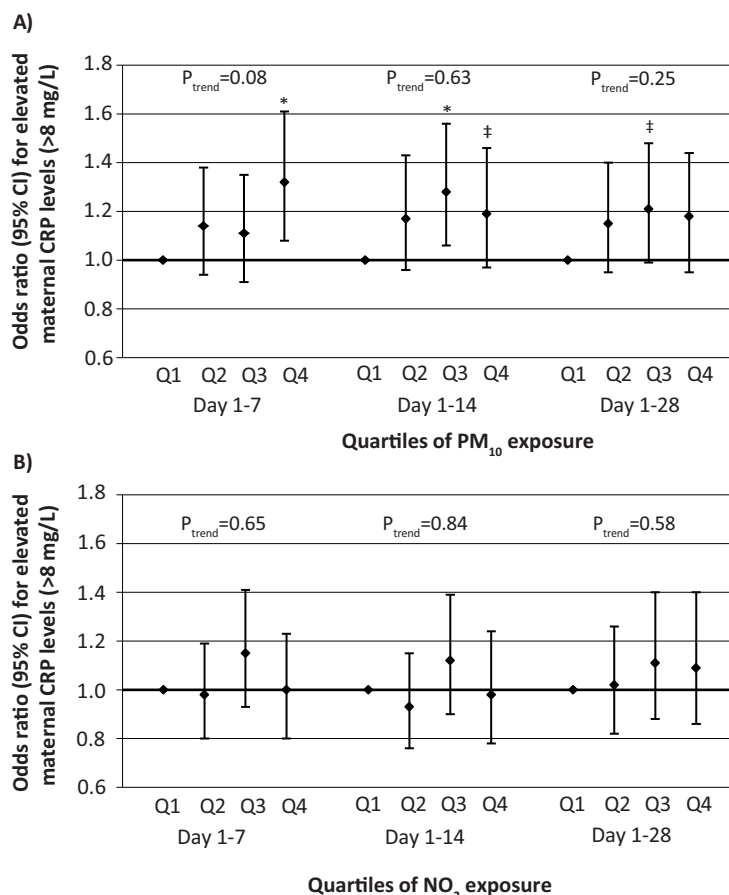 A)
Odds ratio (95% CI) for elevated
maternal CRP levels (>8 mg/L)
1.8
1.6
1.4
1.2
1.0
0.8
0.6
P_trend=0.08
P_trend=0.63
P_trend=0.25
*
*
‡
‡
Q1 Q2 Q3 Q4 Q1 Q2 Q3 Q4 Q1 Q2 Q3 Q4
Day 1-7 Day 1-14 Day 1-28
Quartiles of PM₁₀ exposure
B)
Odds ratio (95% CI) for elevated
maternal CRP levels (>8 mg/L)
1.8
1.6
1.4
1.2
1.0
0.8
0.6
P_trend=0.65
P_trend=0.84
P_trend=0.58
Q1 Q2 Q3 Q4 Q1 Q2 Q3 Q4 Q1 Q2 Q3 Q4
Day 1-7 Day 1-14 Day 1-28
Quartiles of NO₂ exposure